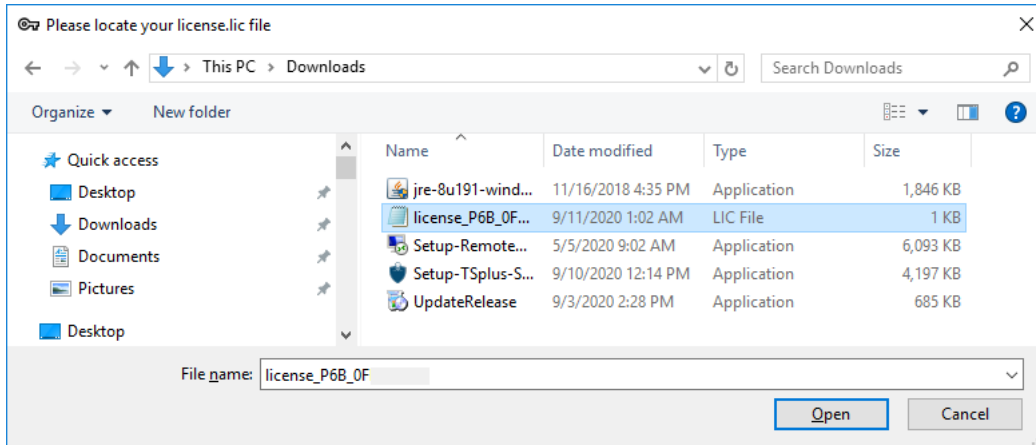 Please locate your license.lic file
This PC > Downloads
Search Downloads
Organize
New folder
Quick access
Desktop
Downloads
Documents
Pictures
Desktop
Name Date modified Type Size
jre-8u191-wind... 11/16/2018 4:35 PM Application 1,846 KB
license_P6B_0F... 9/11/2020 1:02 AM LIC File 1 KB
Setup-Remote... 5/5/2020 9:02 AM Application 6,093 KB
Setup-TSplus-S... 9/10/2020 12:14 PM Application 4,197 KB
UpdateRelease 9/3/2020 2:28 PM Application 685 KB
File name: license_P6B_0F
Open Cancel